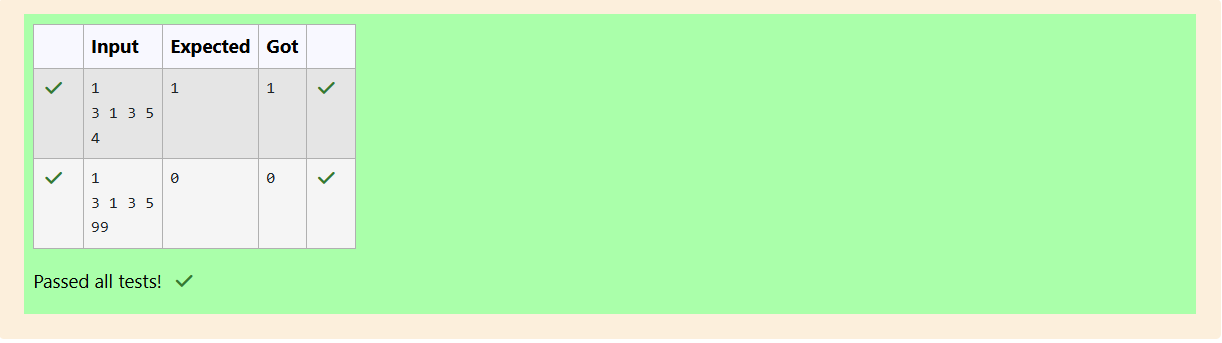 Input Expected Got
1 1 1
3 1 3 5
4
1 0 0
3 1 3 5
99
Passed all tests!